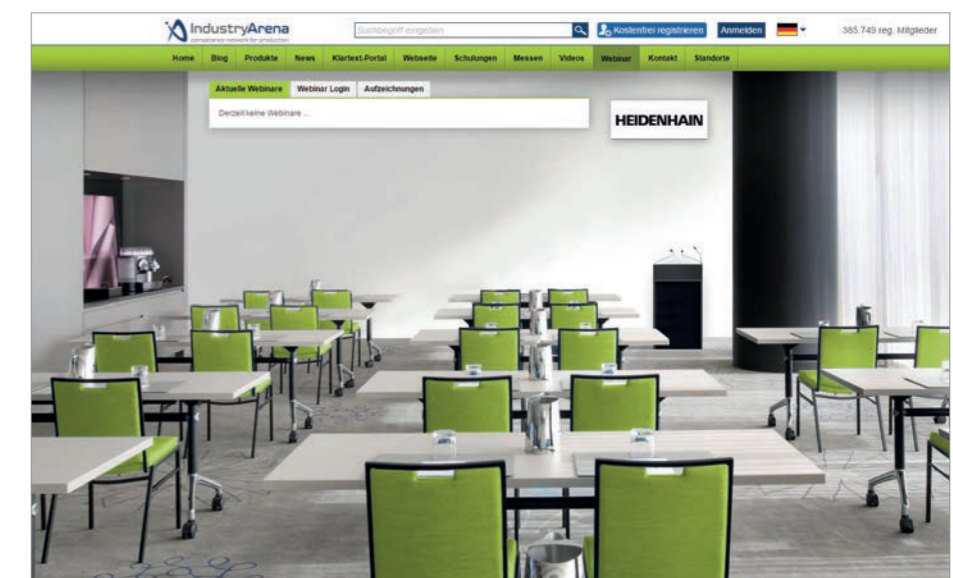 IndustryArena
competence network for production
Suchbegriff eingeben
Kostenfrei registrieren
Anmelden
365.749 reg. Mitglieder
Home Blog Produkte News Klartext-Portal Webseite Schulungen Messen Videos Webinar Kontakt Standorte
Aktuelle Webinare Webinar Login Aufzeichnungen
Derzeit keine Webinare ...
HEIDENHAIN